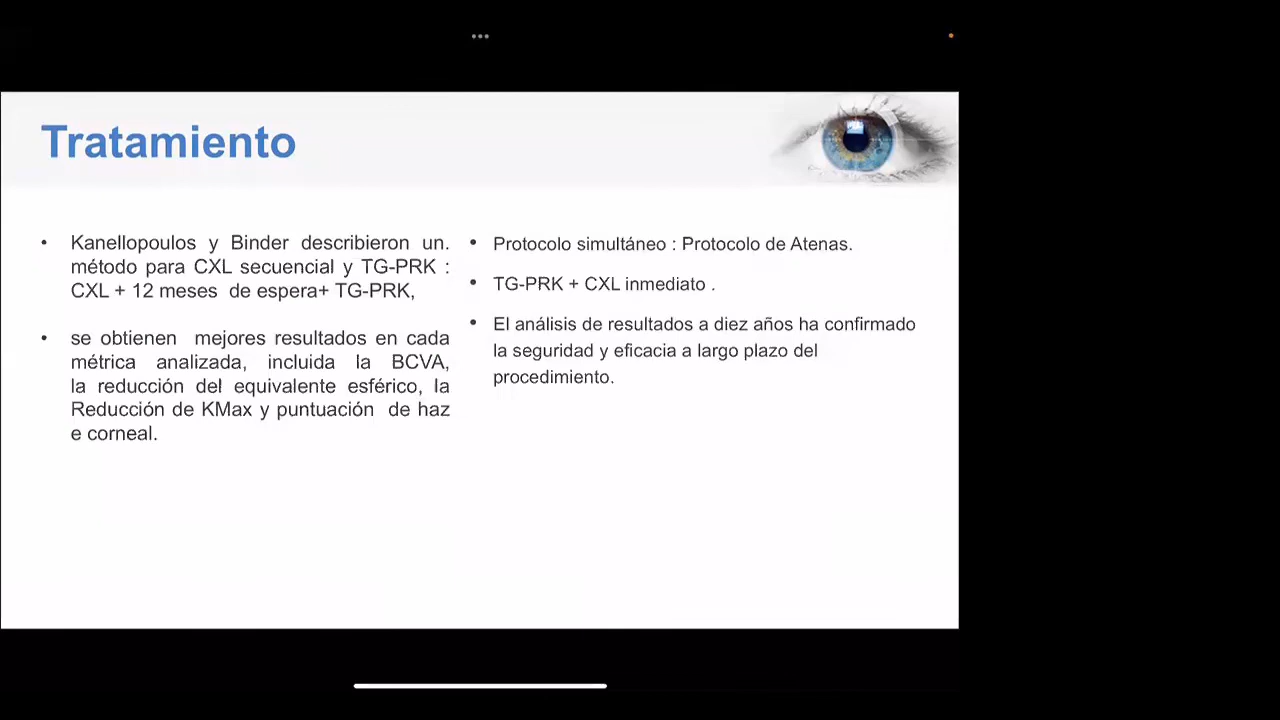 Tratamiento
• Kanellopoulos y Binder describieron un.
método para CXL secuencial y TG-PRK :
CXL + 12 meses de espera+ TG-PRK,
• se obtienen mejores resultados en cada
métrica analizada, incluida la BCVA,
la reducción del equivalente esférico, la
Reducción de KMax y puntuación de haz
e corneal.
• Protocolo simultáneo : Protocolo de Atenas.
• TG-PRK + CXL inmediato .
• El análisis de resultados a diez años ha confirmado
la seguridad y eficacia a largo plazo del
procedimiento.